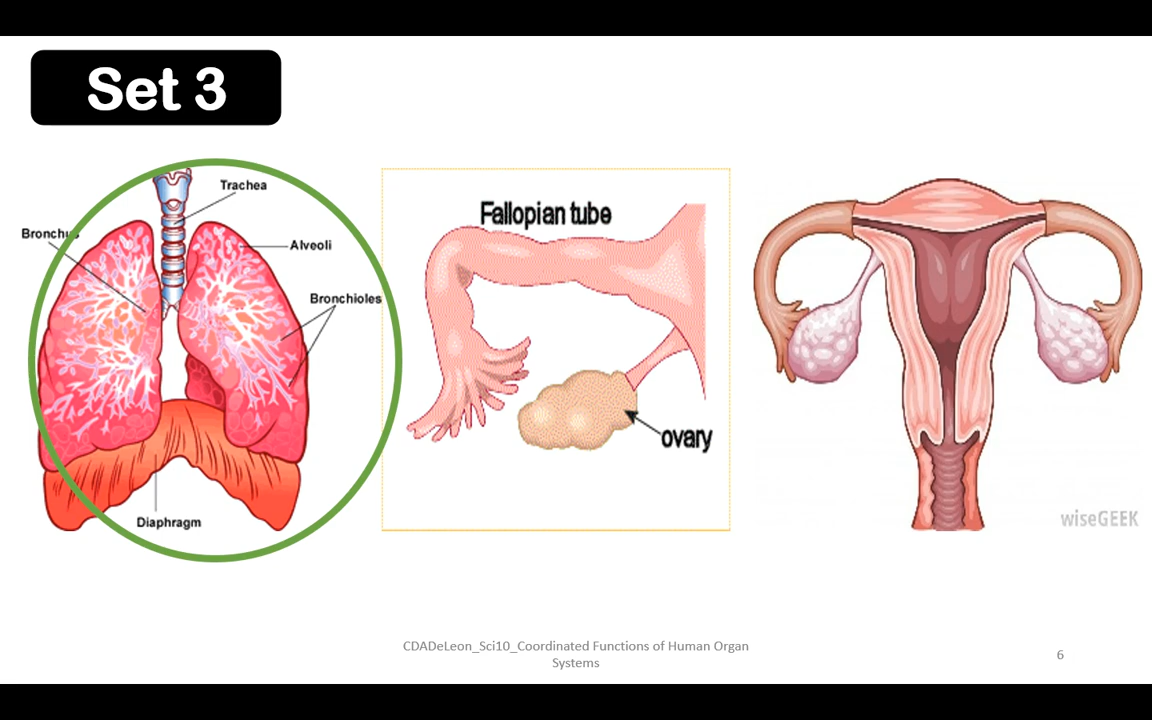 Set 3
Trachea
Bronchus
Alveoli
Bronchioles
Diaphragm
Fallopian tube
ovary
wiseGEEK
CDADeLeon_Sci10_Coordinated Functions of Human Organ
Systems
6